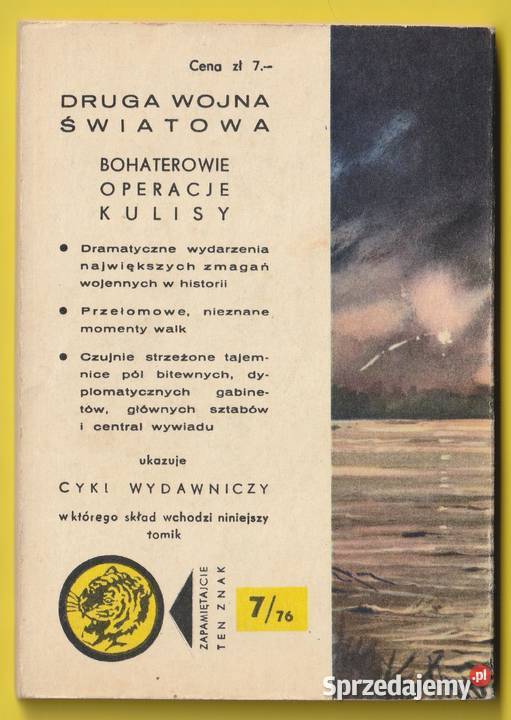 Cena zł 7.—
DRUGA WOJNA
ŚWIATOWA
BOHATEROWIE
OPERACJE
KULISY
● Dramatyczne wydarzenia
największych zmagań
wojennych w historii
● Przełomowe, nieznane
momenty walk
● Czujnie strzeżone tajem-
nice pól bitewnych, dy-
plomatycznych gabine-
tów, głównych sztabów
i central wywiadu
ukazuje
CYKL WYDAWNICZY
w którego skład wchodzi niniejszy
tomik
ZAPAMIĘTAJCIE
TEN ZNAK
7/76
Sprzedajemy.pl